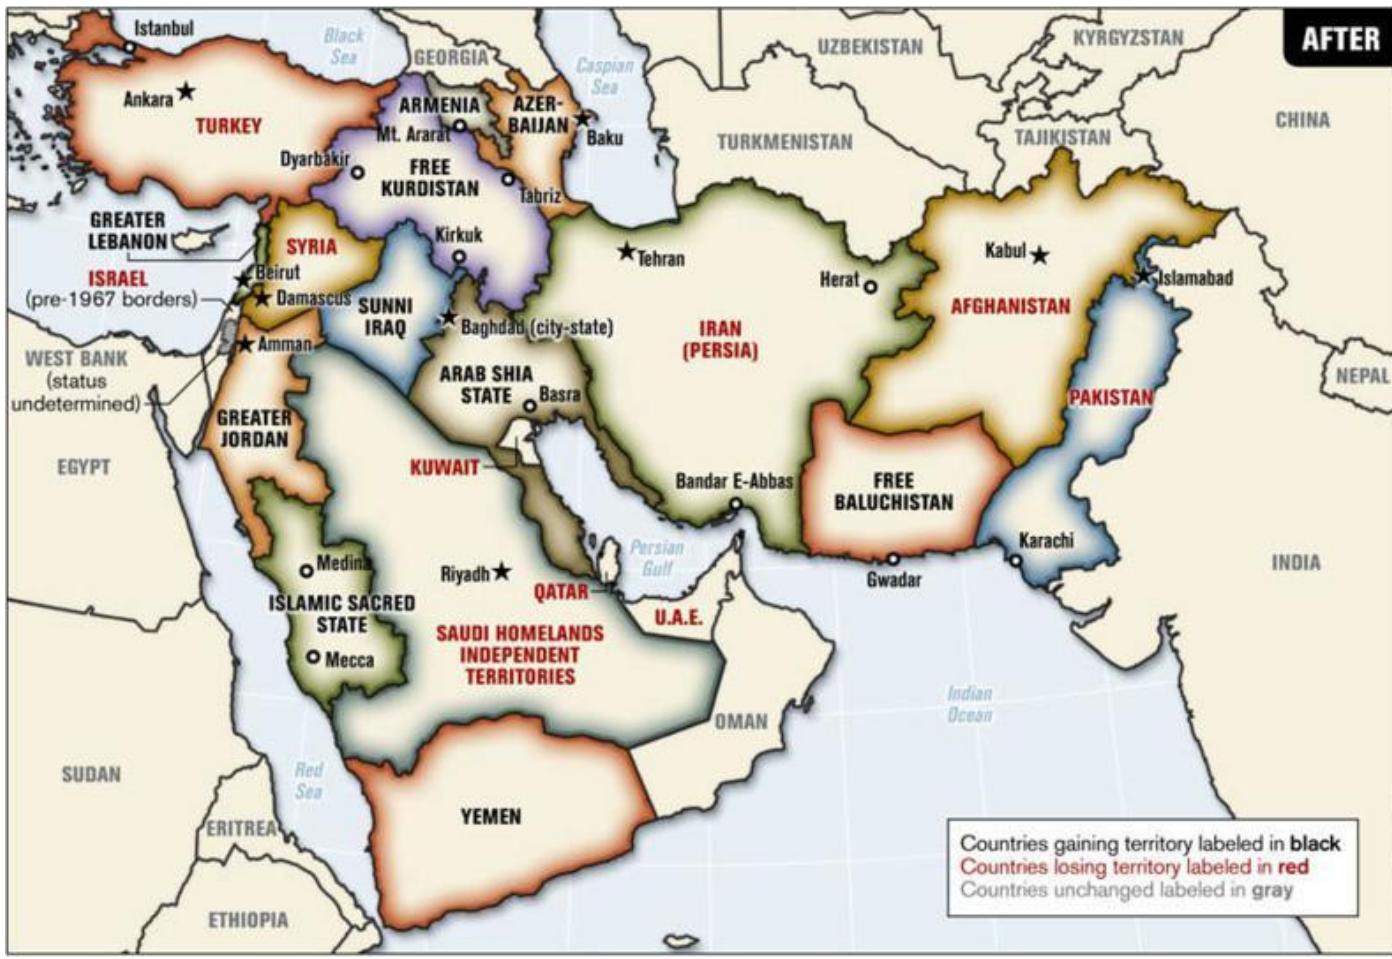 AFTER
Istanbul
Black
Sea
GEORGIA
Caspian
Sea
UZBEKISTAN
KYRGYZSTAN
Ankara
TURKEY
ARMENIA
Mt. Ararat
AZER-
BAIJAN
Baku
TURKMENISTAN
TAJIKISTAN
CHINA
Dyarbakir
FREE
KURDISTAN
Tabriz
GREATER
LEBANON
SYRIA
Kirkuk
Tehran
Herat
Kabul
Islamabad
ISRAEL
(pre-1967 borders)
Beirut
Damascus
SUNNI
IRAQ
Baghdad (city-state)
IRAN
(PERSIA)
AFGHANISTAN
WEST BANK
(status
undetermined)
Amman
ARAB SHIA
STATE
Basra
PAKISTAN
NEPAL
GREATER
JORDAN
EGYPT
KUWAIT
Bandar E-Abbas
FREE
BALUCHISTAN
Karachi
Gwadar
INDIA
Persian
Gulf
Medina
Riyadh
QATAR
U.A.E.
ISLAMIC SACRED
STATE
Mecca
SAUDI HOMELANDS
INDEPENDENT
TERRITORIES
Indian
Ocean
OMAN
SUDAN
Red
Sea
YEMEN
ERITREA
ETHIOPIA
Countries gaining territory labeled in black
Countries losing territory labeled in red
Countries unchanged labeled in gray